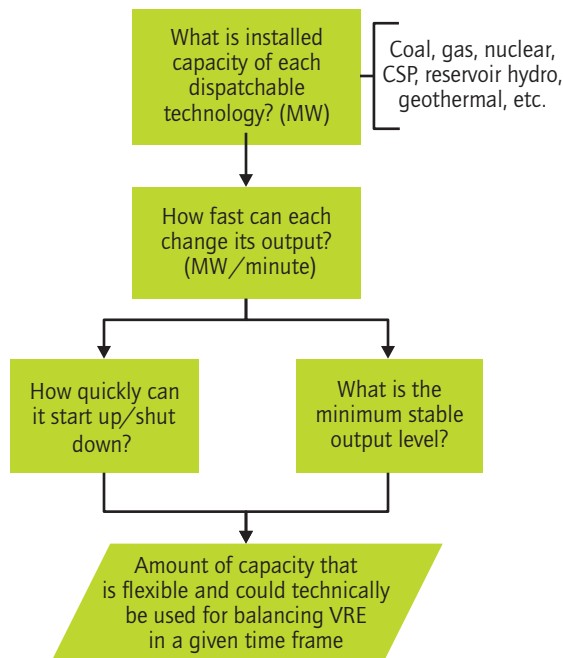 What is installed
capacity of each
dispatchable
technology? (MW)
Coal, gas, nuclear,
CSP, reservoir hydro,
geothermal, etc.
How fast can each
change its output?
(MW/minute)
How quickly can
it start up/shut
down?
What is the
minimum stable
output level?
Amount of capacity that
is flexible and could technically
be used for balancing VRE
in a given time frame